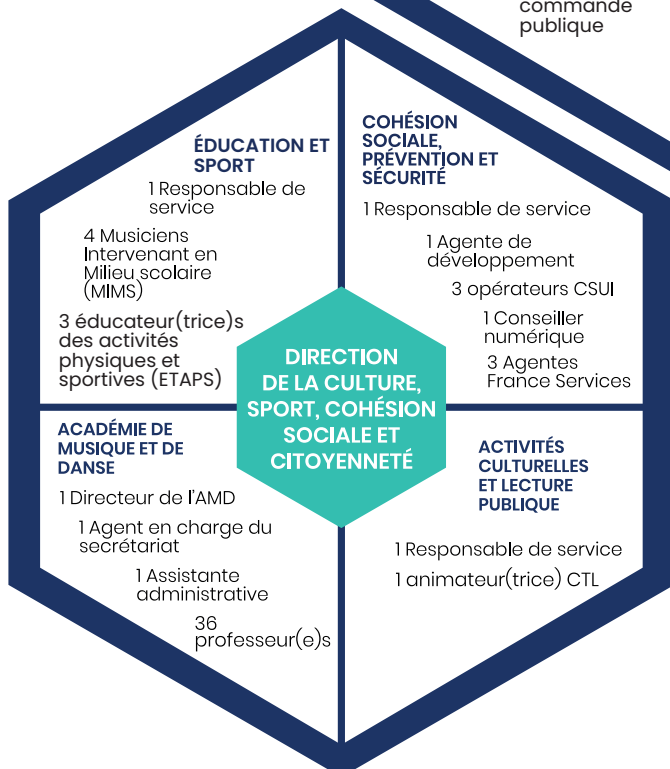 commande
publique
ÉDUCATION ET
SPORT
1 Responsable de
service
4 Musiciens
Intervenant en
Milieu scolaire
(MIMS)
3 éducateur(trice)s
des activités
physiques et
sportives (ETAPS)
COHÉSION
SOCIALE,
PRÉVENTION ET
SÉCURITÉ
1 Responsable de service
1 Agente de
développement
3 opérateurs CSUI
1 Conseiller
numérique
3 Agentes
France Services
DIRECTION
DE LA CULTURE,
SPORT, COHÉSION
SOCIALE ET
CITOYENNETÉ
ACADÉMIE DE
MUSIQUE ET DE
DANSE
1 Directeur de l'AMD
1 Agent en charge du
secrétariat
1 Assistante
administrative
36
professeur(e)s
ACTIVITÉS
CULTURELLES
ET LECTURE
PUBLIQUE
1 Responsable de service
1 animateur(trice) CTL